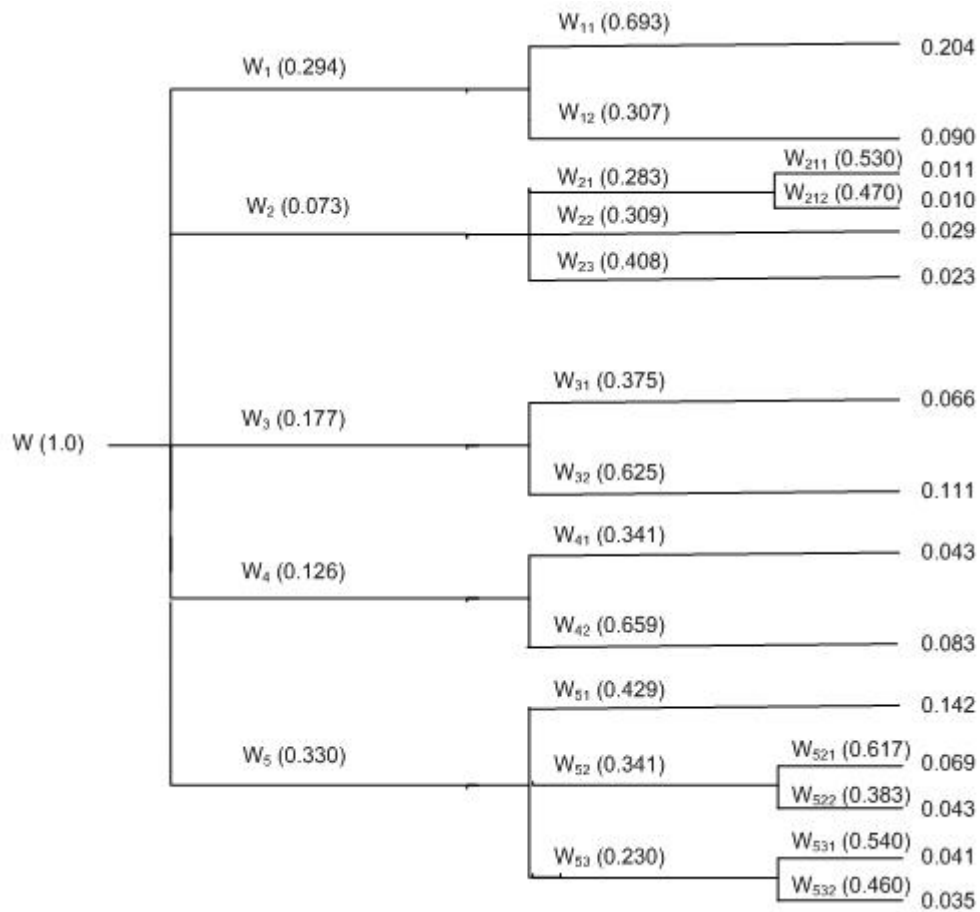 W₁₁ (0.693)
0.204
W₁ (0.294)
W₁₂ (0.307)
0.090
W₂₁₁ (0.530)
0.011
W₂₁ (0.283)
W₂₁₂ (0.470)
0.010
W₂ (0.073)
W₂₂ (0.309)
0.029
W₂₃ (0.408)
0.023
W₃₁ (0.375)
0.066
W₃ (0.177)
W (1.0)
W₃₂ (0.625)
0.111
W₄₁ (0.341)
0.043
W₄ (0.126)
W₄₂ (0.659)
0.083
W₅₁ (0.429)
0.142
W₅ (0.330)
W₅₂₁ (0.617)
0.069
W₅₂ (0.341)
W₅₂₂ (0.383)
0.043
W₅₃₁ (0.540)
0.041
W₅₃ (0.230)
W₅₃₂ (0.460)
0.035